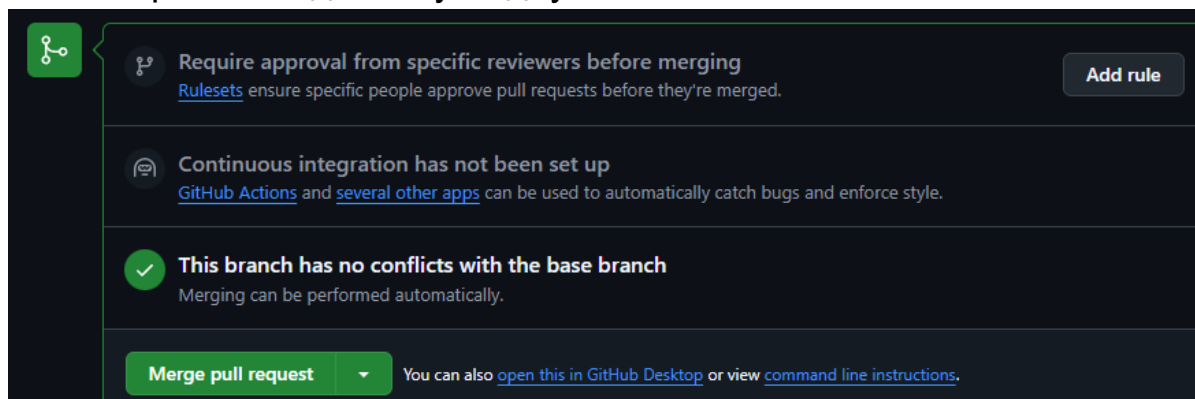 Require approval from specific reviewers before merging
Add rule
Rulesets ensure specific people approve pull requests before they're merged.
Continuous integration has not been set up
GitHub Actions and several other apps can be used to automatically catch bugs and enforce style.
This branch has no conflicts with the base branch
Merging can be performed automatically.
Merge pull request
You can also open this in GitHub Desktop or view command line instructions.